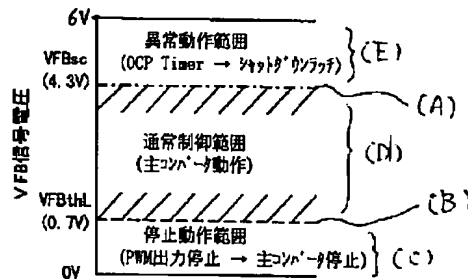 6V
異常動作範囲
(OCP Timer → シャットダウンラッチ)
(E)
VFBsc
(4.3V)
(A)
VFB信号電圧
通常制御範囲
(主コンバータ動作)
(D)
VFBthL
(0.7V)
(B)
停止動作範囲
(PWM出力停止 → 主コンバータ停止)
(C)
0V